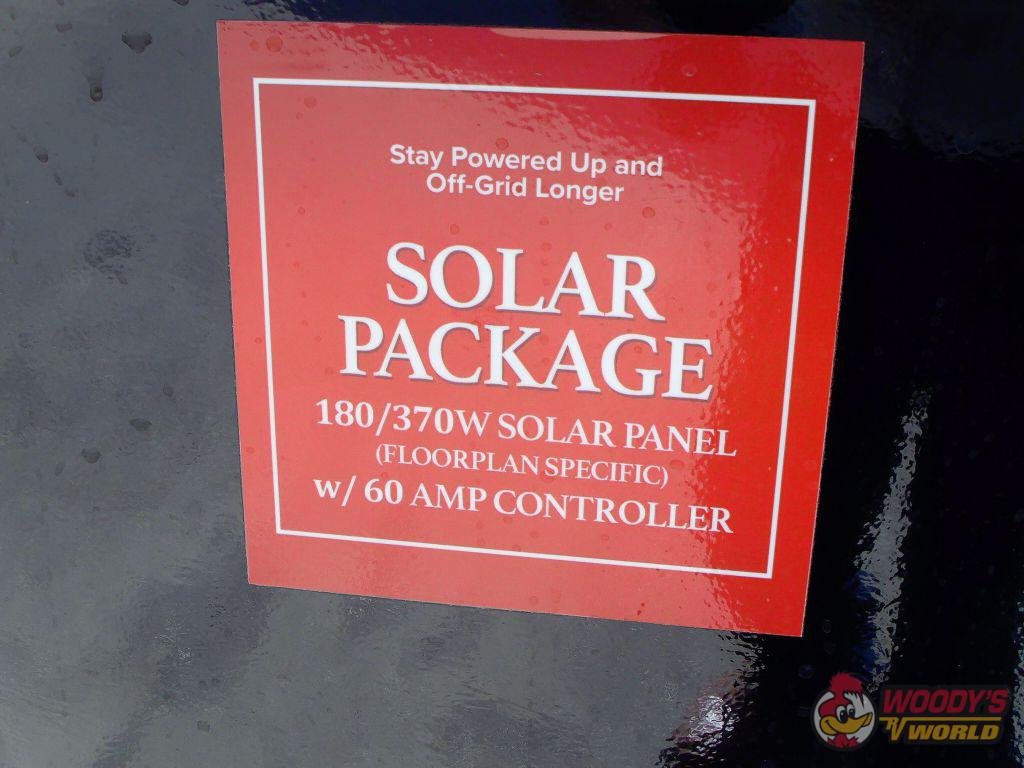 Stay Powered Up and
Off-Grid Longer
SOLAR
PACKAGE
180/370W SOLAR PANEL
(FLOORPLAN SPECIFIC)
w/ 60 AMP CONTROLLER
WOODY'S
RV WORLD